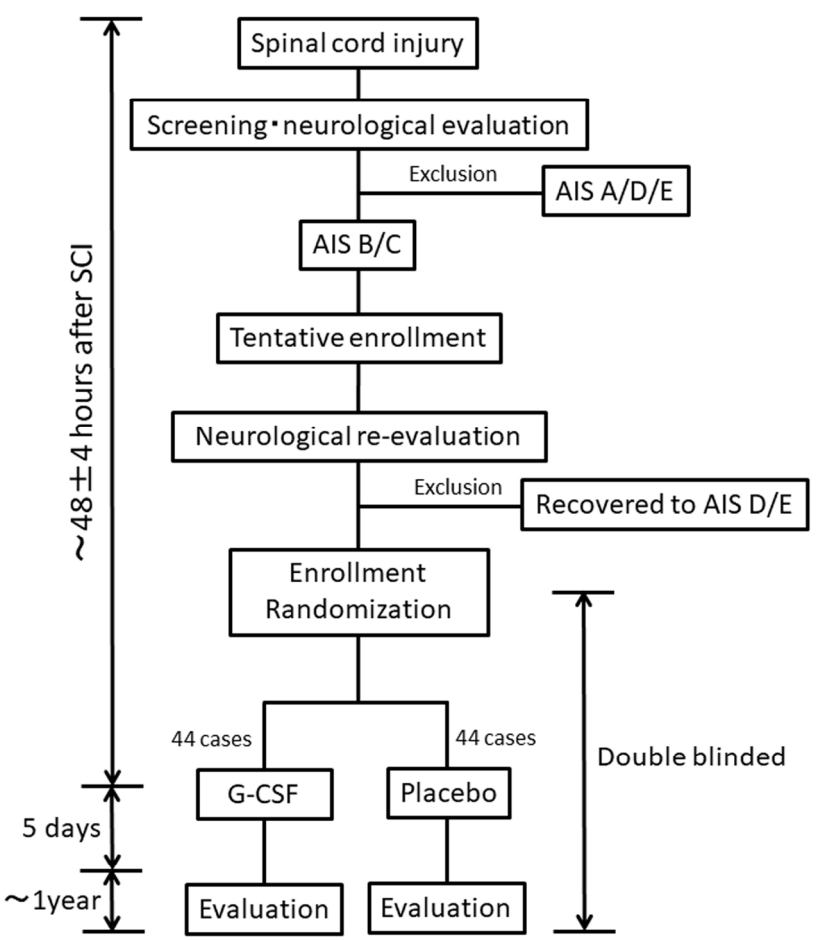 Spinal cord injury
Screening･neurological evaluation
Exclusion
AIS A/D/E
AIS B/C
Tentative enrollment
Neurological re-evaluation
Exclusion
Recovered to AIS D/E
Enrollment
Randomization
44 cases
44 cases
G-CSF
Placebo
Evaluation
Evaluation
~48±4 hours after SCI
5 days
~1year
Double blinded